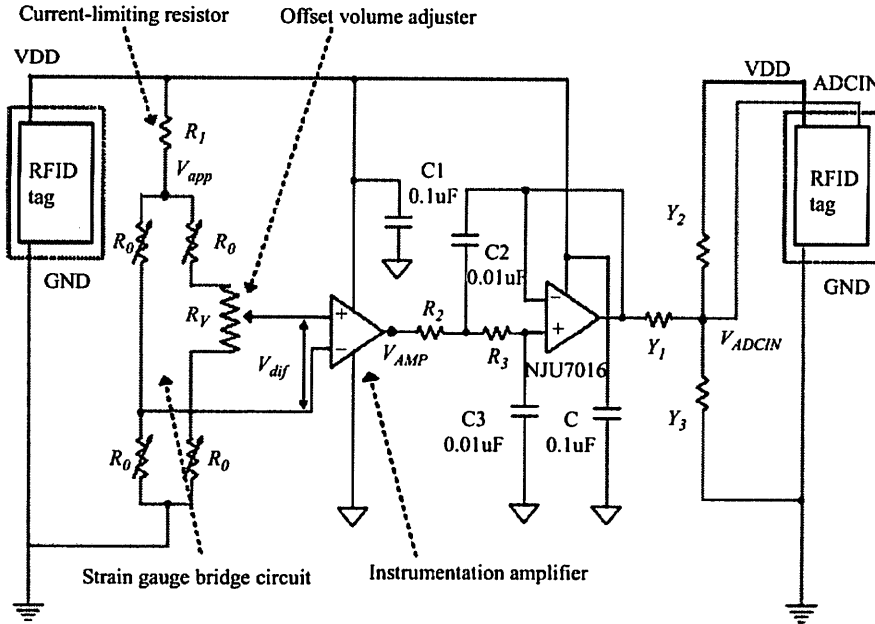 Current-limiting resistor
Offset volume adjuster
VDD
VDD
ADCIN
R1
RFID
tag
Vapp
C1
0.1uF
RFID
tag
R0
R0
C2
0.01uF
Y2
GND
GND
RV
R2
Vdif
VAMP
R3
NJU7016
Y1
VADCIN
C3
0.01uF
C
0.1uF
Y3
R0
R0
Strain gauge bridge circuit
Instrumentation amplifier
+
−
−
+